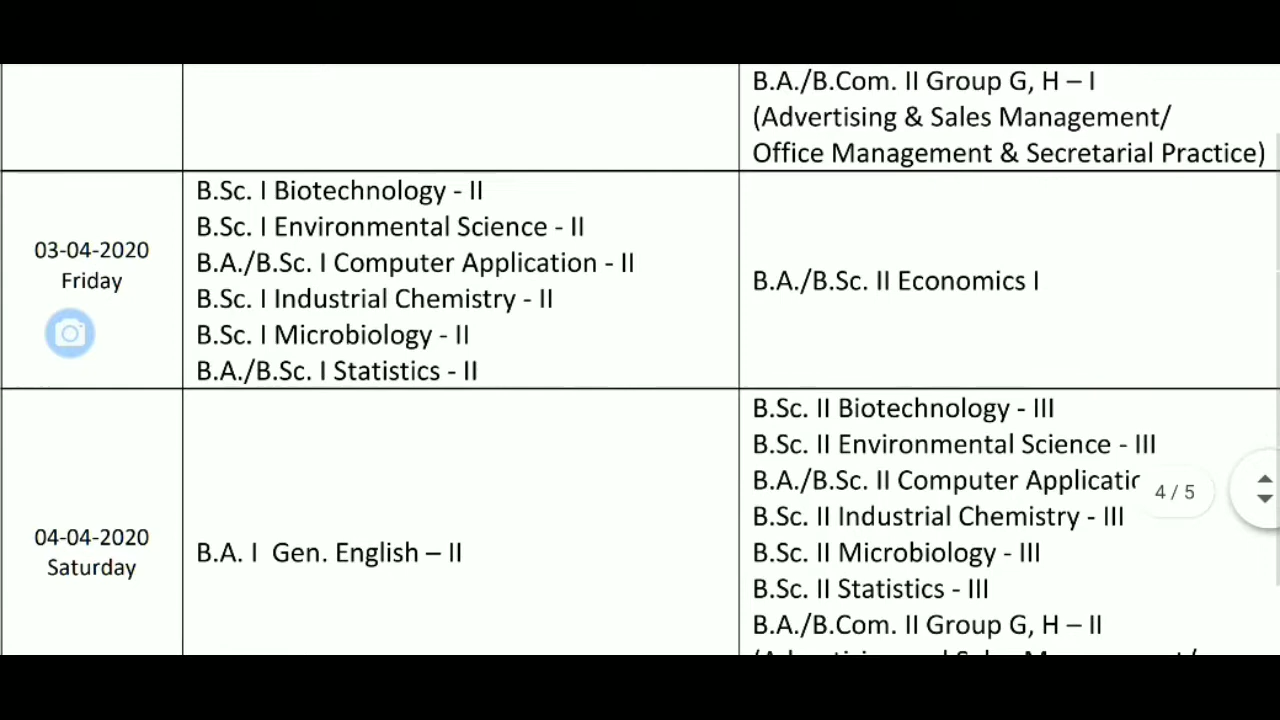 B.A./B.Com. II Group G, H – I
(Advertising & Sales Management/
Office Management & Secretarial Practice)
03-04-2020
Friday
B.Sc. I Biotechnology - II
B.Sc. I Environmental Science - II
B.A./B.Sc. I Computer Application - II
B.Sc. I Industrial Chemistry - II
B.Sc. I Microbiology - II
B.A./B.Sc. I Statistics - II
B.A./B.Sc. II Economics I
04-04-2020
Saturday
B.A. I Gen. English – II
B.Sc. II Biotechnology - III
B.Sc. II Environmental Science - III
B.A./B.Sc. II Computer
B.Sc. II Industrial Chemistry - III
B.Sc. II Microbiology - III
B.Sc. II Statistics - III
B.A./B.Com. II Group G, H – II
4 / 5